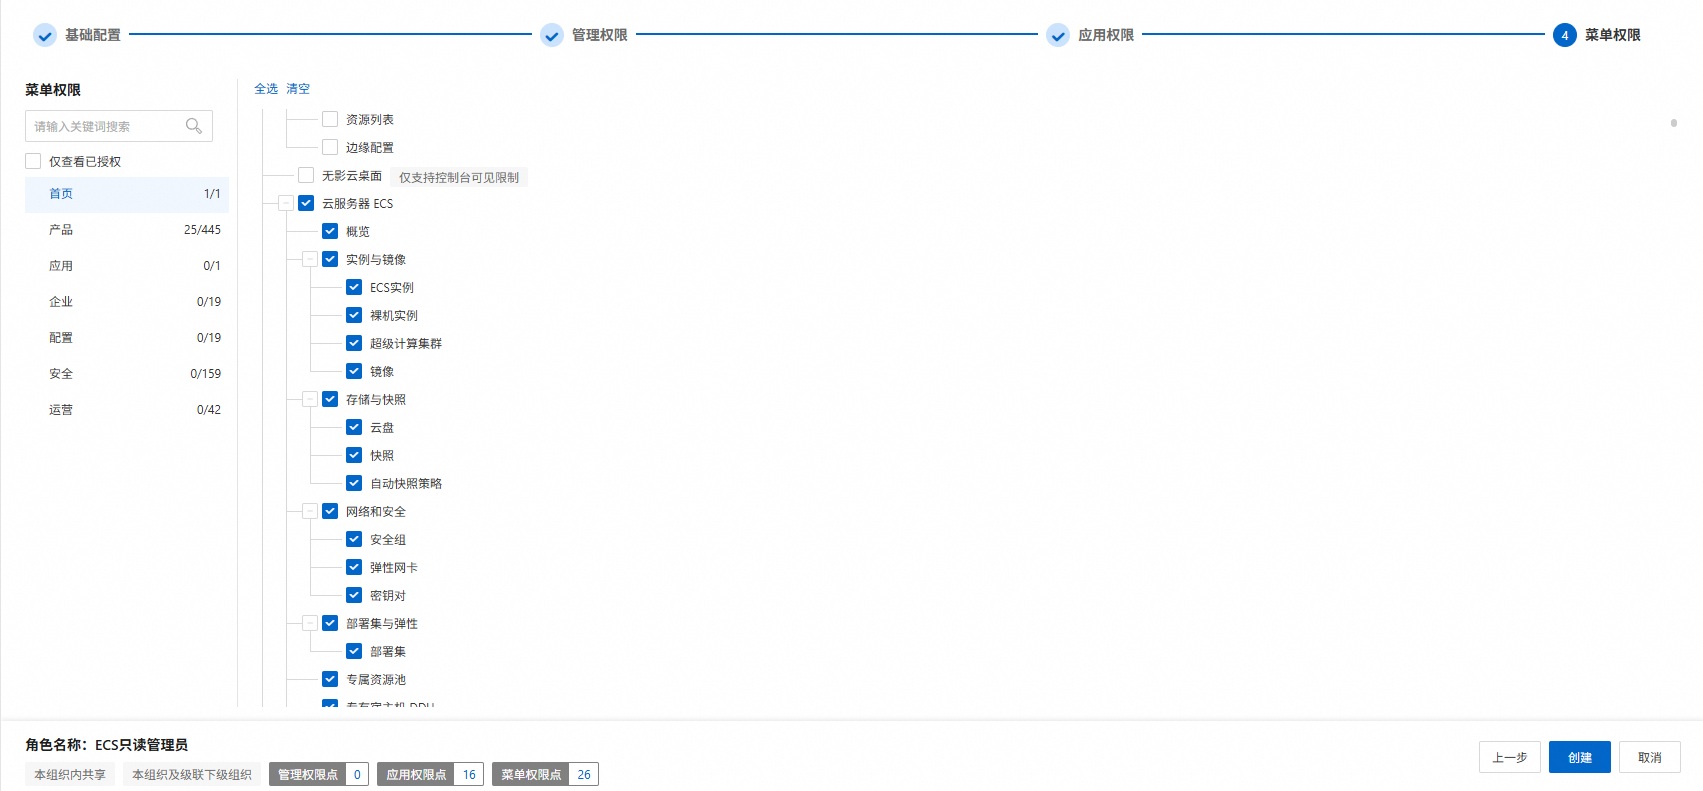 基础配置
管理权限
应用权限
4 菜单权限
菜单权限
请输入关键词搜索
仅查看已授权
首页 1/1
产品 25/445
应用 0/1
企业 0/19
配置 0/19
安全 0/159
运营 0/42
全选 清空
资源列表
边缘配置
无影云桌面 仅支持控制台可见限制
云服务器 ECS
概览
实例与镜像
ECS实例
裸机实例
超级计算集群
镜像
存储与快照
云盘
快照
自动快照策略
网络和安全
安全组
弹性网卡
密钥对
部署集与弹性
部署集
专属资源池
角色名称：ECS只读管理员
本组织内共享 本组织及级联下级组织 管理权限点 0 应用权限点 16 菜单权限点 26
上一步 创建 取消